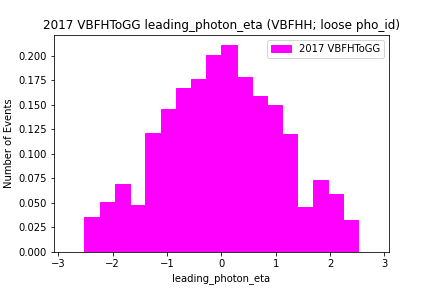 2017 VBFHToGG leading_photon_eta (VBFHH; loose pho_id)
2017 VBFHToGG
Number of Events
0.200
0.175
0.150
0.125
0.100
0.075
0.050
0.025
0.000
−3 −2 −1 0 1 2 3
leading_photon_eta